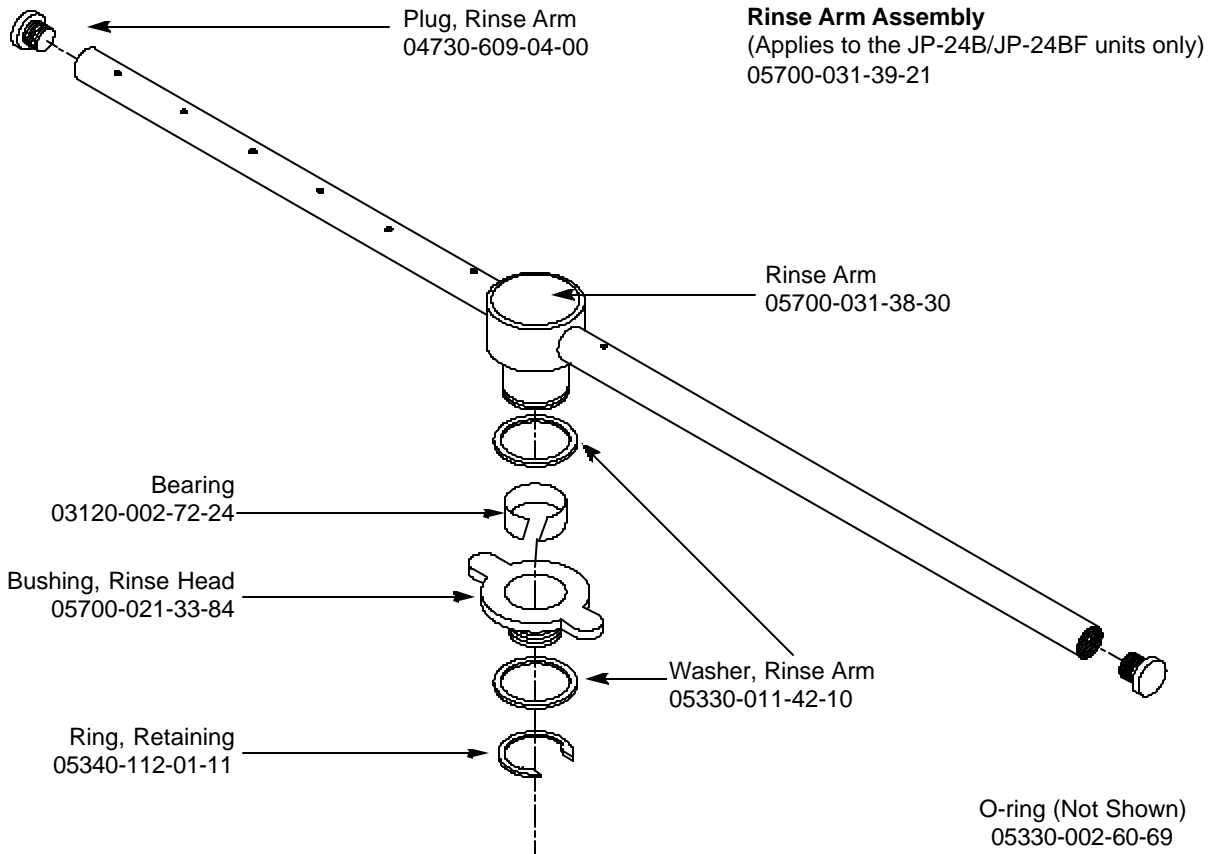 Plug, Rinse Arm
04730-609-04-00
Rinse Arm Assembly
(Applies to the JP-24B/JP-24BF units only)
05700-031-39-21
Rinse Arm
05700-031-38-30
Bearing
03120-002-72-24
Bushing, Rinse Head
05700-021-33-84
Washer, Rinse Arm
05330-011-42-10
Ring, Retaining
05340-112-01-11
O-ring (Not Shown)
05330-002-60-69